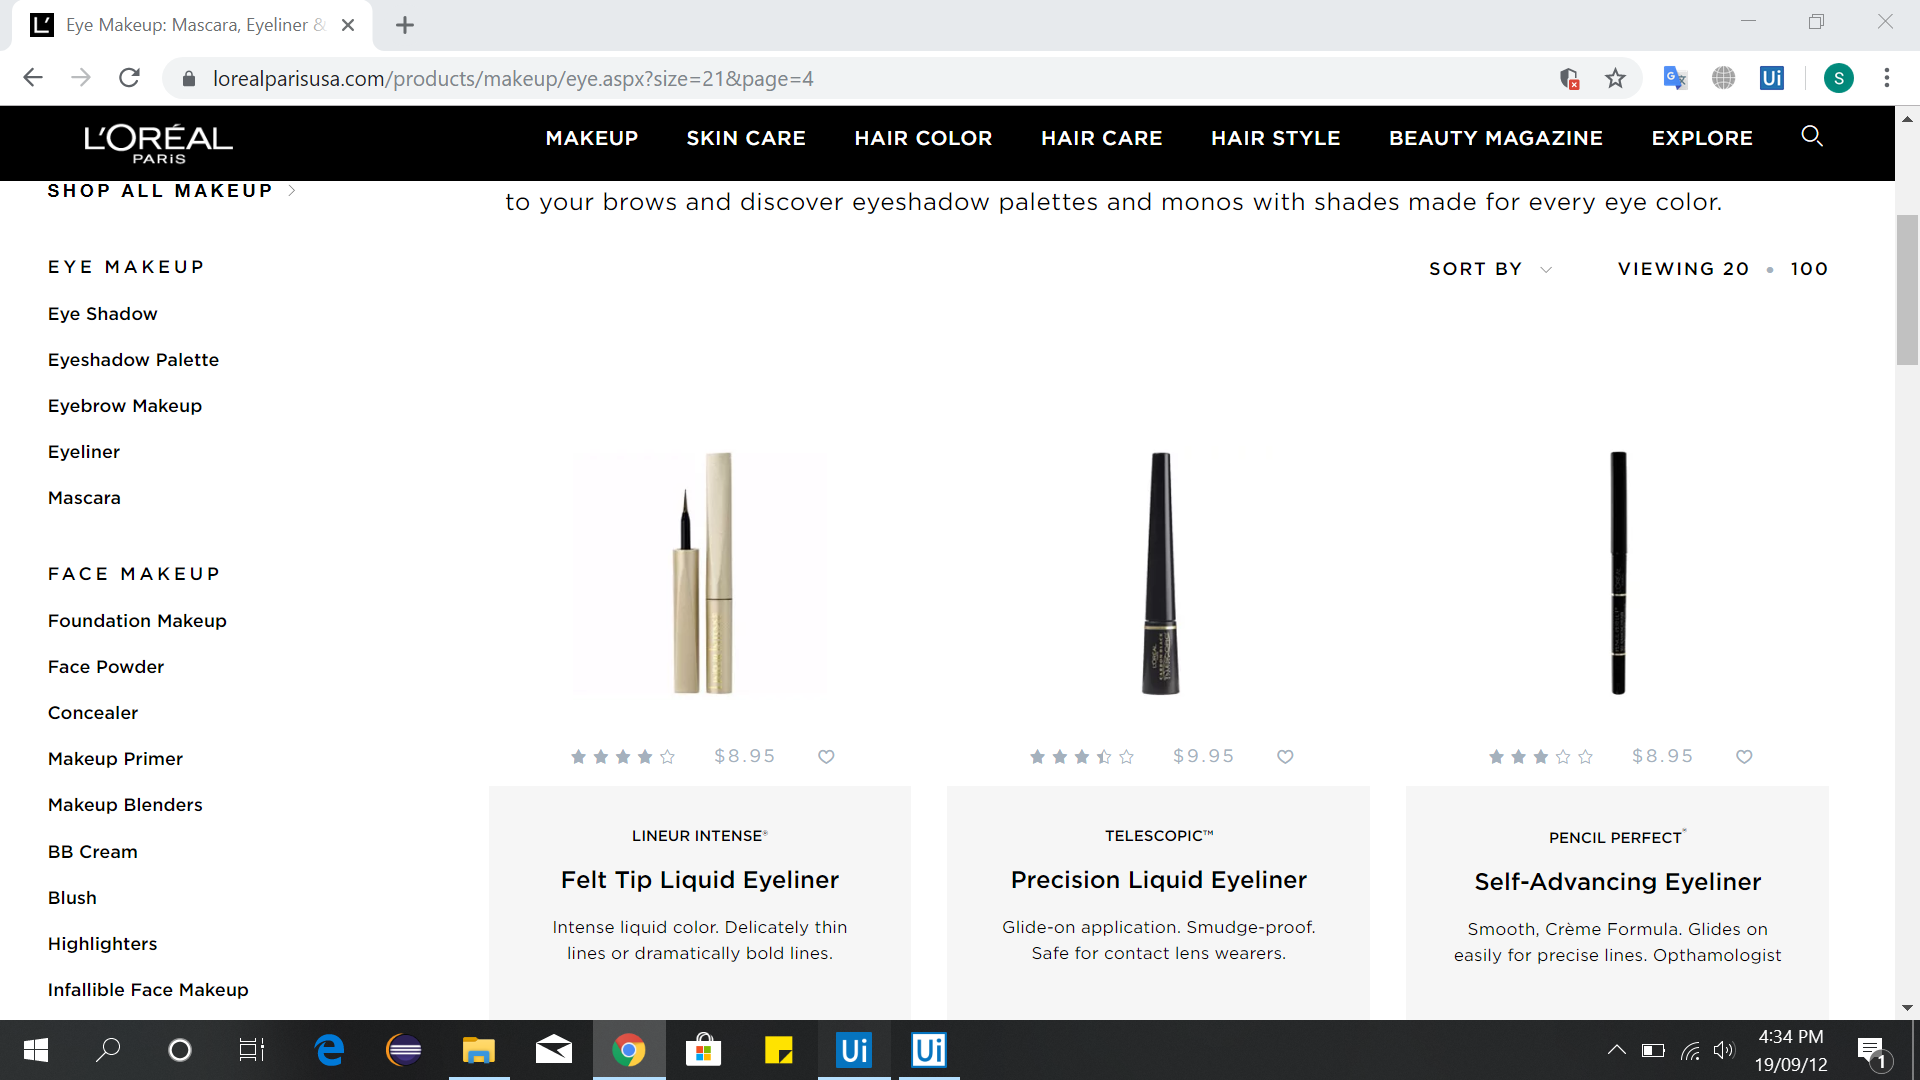 Eye Makeup: Mascara, Eyeliner &
lorealparisusa.com/products/makeup/eye.aspx?size=21&page=4
Ui
S
L'ORÉAL
PARIS
MAKEUP
SKIN CARE
HAIR COLOR
HAIR CARE
HAIR STYLE
BEAUTY MAGAZINE
EXPLORE
SHOP ALL MAKEUP
to your brows and discover eyeshadow palettes and monos with shades made for every eye color.
EYE MAKEUP
Eye Shadow
Eyeshadow Palette
Eyebrow Makeup
Eyeliner
Mascara
FACE MAKEUP
Foundation Makeup
Face Powder
Concealer
Makeup Primer
Makeup Blenders
BB Cream
Blush
Highlighters
Infallible Face Makeup
SORT BY
VIEWING 20 • 100
$8.95
LINEUR INTENSE®
Felt Tip Liquid Eyeliner
Intense liquid color. Delicately thin
lines or dramatically bold lines.
$9.95
TELESCOPIC™
Precision Liquid Eyeliner
Glide-on application. Smudge-proof.
Safe for contact lens wearers.
$8.95
PENCIL PERFECT®
Self-Advancing Eyeliner
Smooth, Crème Formula. Glides on
easily for precise lines. Opthamologist
Ui
Ui
4:34 PM
19/09/12
1